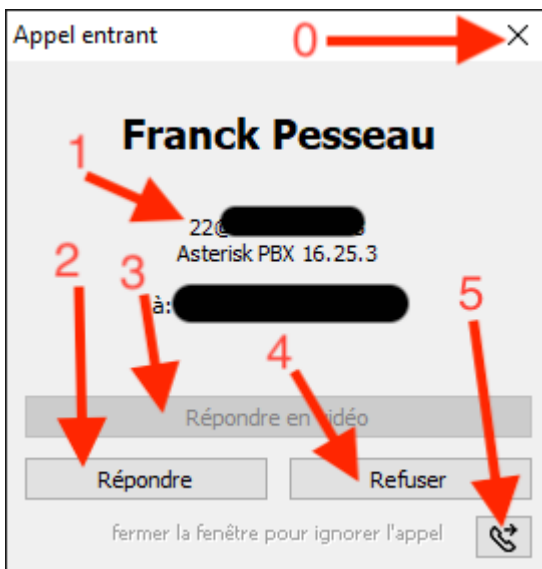 Appel entrant 0
Franck Pesseau
1
22@
Asterisk PBX 16.25.3
2 3 à: 5
4
Répondre en vidéo
Répondre Refuser
fermer la fenêtre pour ignorer l'appel